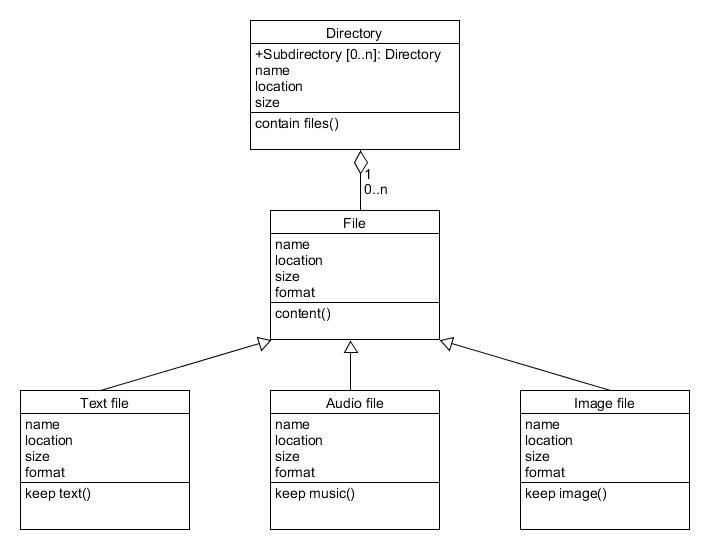 Directory
+Subdirectory [0..n]: Directory
name
location
size
contain files()
1
0..n
File
name
location
size
format
content()
Text file
name
location
size
format
keep text()
Audio file
name
location
size
format
keep music()
Image file
name
location
size
format
keep image()